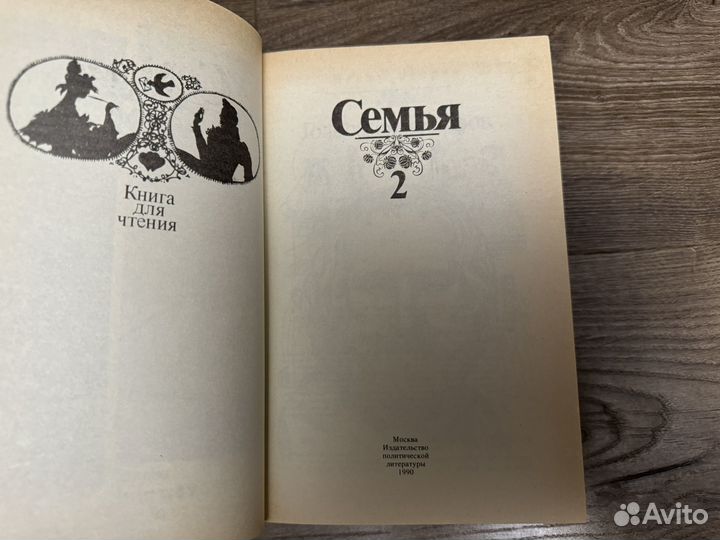 Книга
для
чтения
Семья
2
Москва
Издательство
политической
литературы
1990
Avito